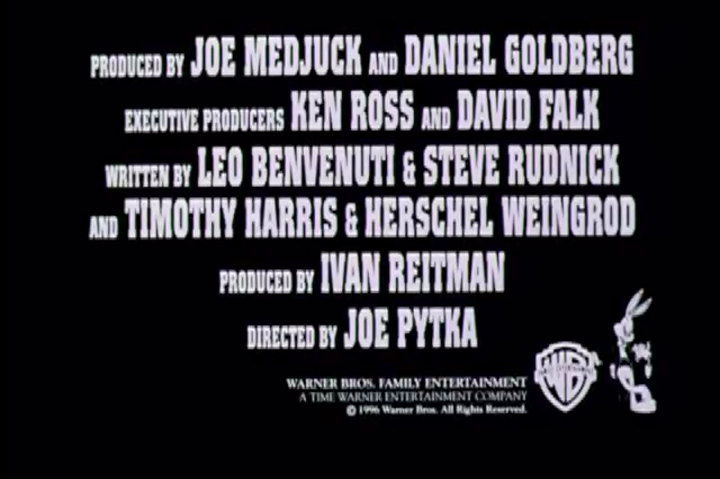 PRODUCED BY JOE MEDJUCK AND DANIEL GOLDBERG
EXECUTIVE PRODUCERS KEN ROSS AND DAVID FALK
WRITTEN BY LEO BENVENUTI & STEVE RUDNICK
AND TIMOTHY HARRIS & HERSCHEL WEINGROD
PRODUCED BY IVAN REITMAN
DIRECTED BY JOE PYTKA
WARNER BROS. FAMILY ENTERTAINMENT
A TIME WARNER ENTERTAINMENT COMPANY
© 1996 Warner Bros. All Rights Reserved.
WB